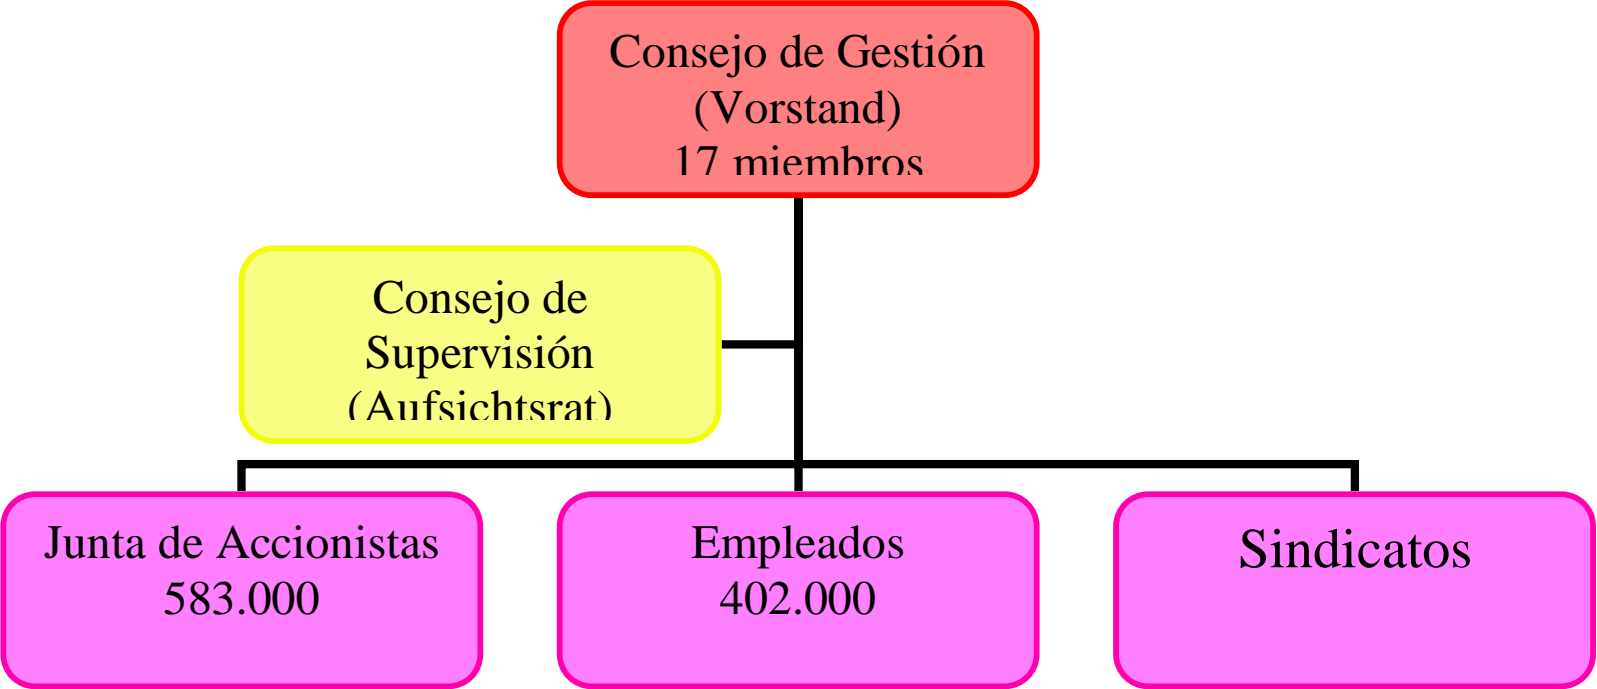 Consejo de Gestión
(Vorstand)
17 miembros
Consejo de
Supervisión
(Aufsichtsrat)
Junta de Accionistas
583.000
Empleados
402.000
Sindicatos